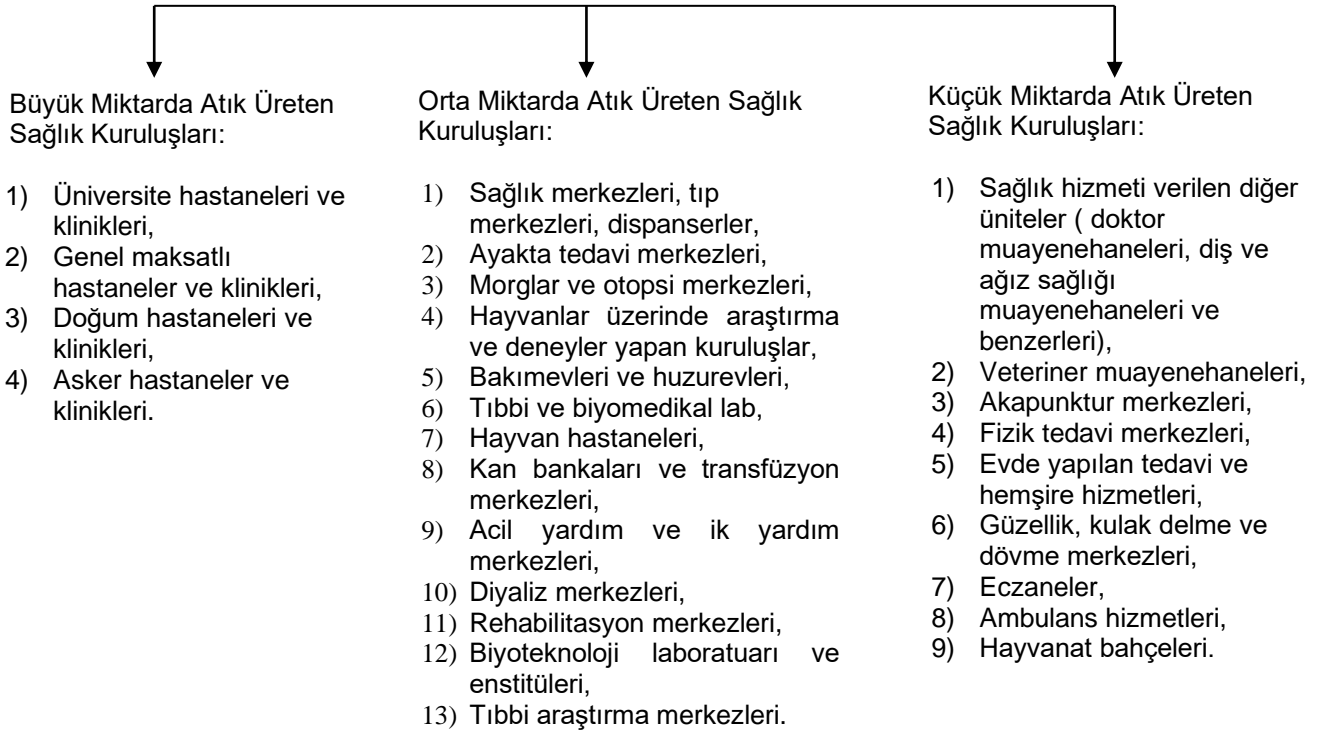 Büyük Miktarda Atık Üreten
Sağlık Kuruluşları:
1) Üniversite hastaneleri ve
klinikleri,
2) Genel maksatlı
hastaneler ve klinikleri,
3) Doğum hastaneleri ve
klinikleri,
4) Asker hastaneler ve
klinikleri.
Orta Miktarda Atık Üreten Sağlık
Kuruluşları:
1) Sağlık merkezleri, tıp
merkezleri, dispanserler,
2) Ayakta tedavi merkezleri,
3) Morglar ve otopsi merkezleri,
4) Hayvanlar üzerinde araştırma
ve deneyler yapan kuruluşlar,
5) Bakımevleri ve huzurevleri,
6) Tıbbi ve biyomedikal lab,
7) Hayvan hastaneleri,
8) Kan bankaları ve transfüzyon
merkezleri,
9) Acil yardım ve ik yardım
merkezleri,
10) Diyaliz merkezleri,
11) Rehabilitasyon merkezleri,
12) Biyoteknoloji laboratuarı ve
enstitüleri,
13) Tıbbi araştırma merkezleri.
Küçük Miktarda Atık Üreten
Sağlık Kuruluşları:
1) Sağlık hizmeti verilen diğer
üniteler ( doktor
muayenehaneleri, diş ve
ağız sağlığı
muayenehaneleri ve
benzerleri),
2) Veteriner muayenehaneleri,
3) Akapunktur merkezleri,
4) Fizik tedavi merkezleri,
5) Evde yapılan tedavi ve
hemşire hizmetleri,
6) Güzellik, kulak delme ve
dövme merkezleri,
7) Eczaneler,
8) Ambulans hizmetleri,
9) Hayvanat bahçeleri.